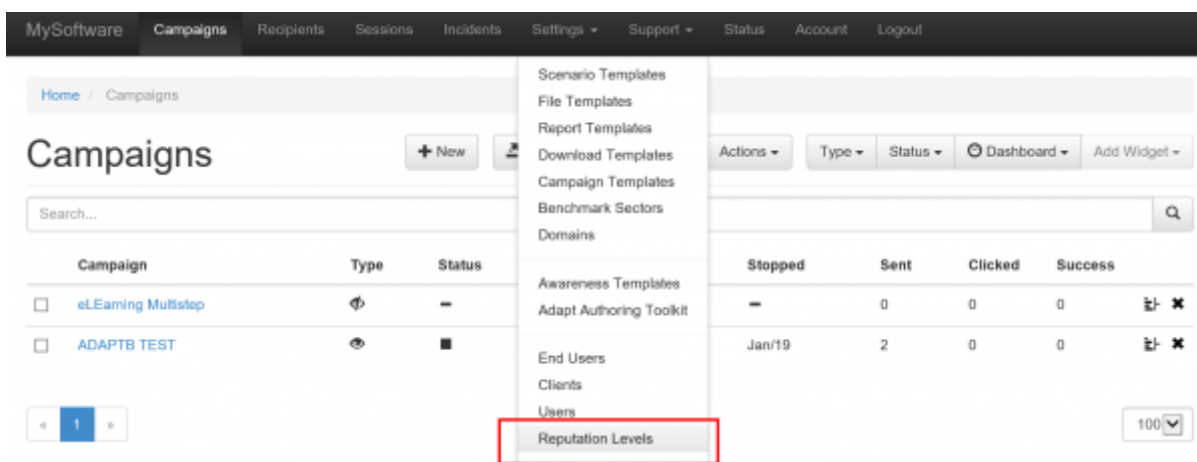 MySoftware Campaigns Recipients Sessions Incidents Settings Support Status Account Logout
Home / Campaigns
Campaigns
+ New
Actions Type Status Dashboard Add Widget
Search...
Scenario Templates
File Templates
Report Templates
Download Templates
Campaign Templates
Benchmark Sectors
Domains
Awareness Templates
Adapt Authoring Toolkit
End Users
Clients
Users
Reputation Levels
Campaign Type Status Stopped Sent Clicked Success
eLEarning Multistep 0 0 0
ADAPTB TEST Jan/19 2 0 0
« 1 »
100